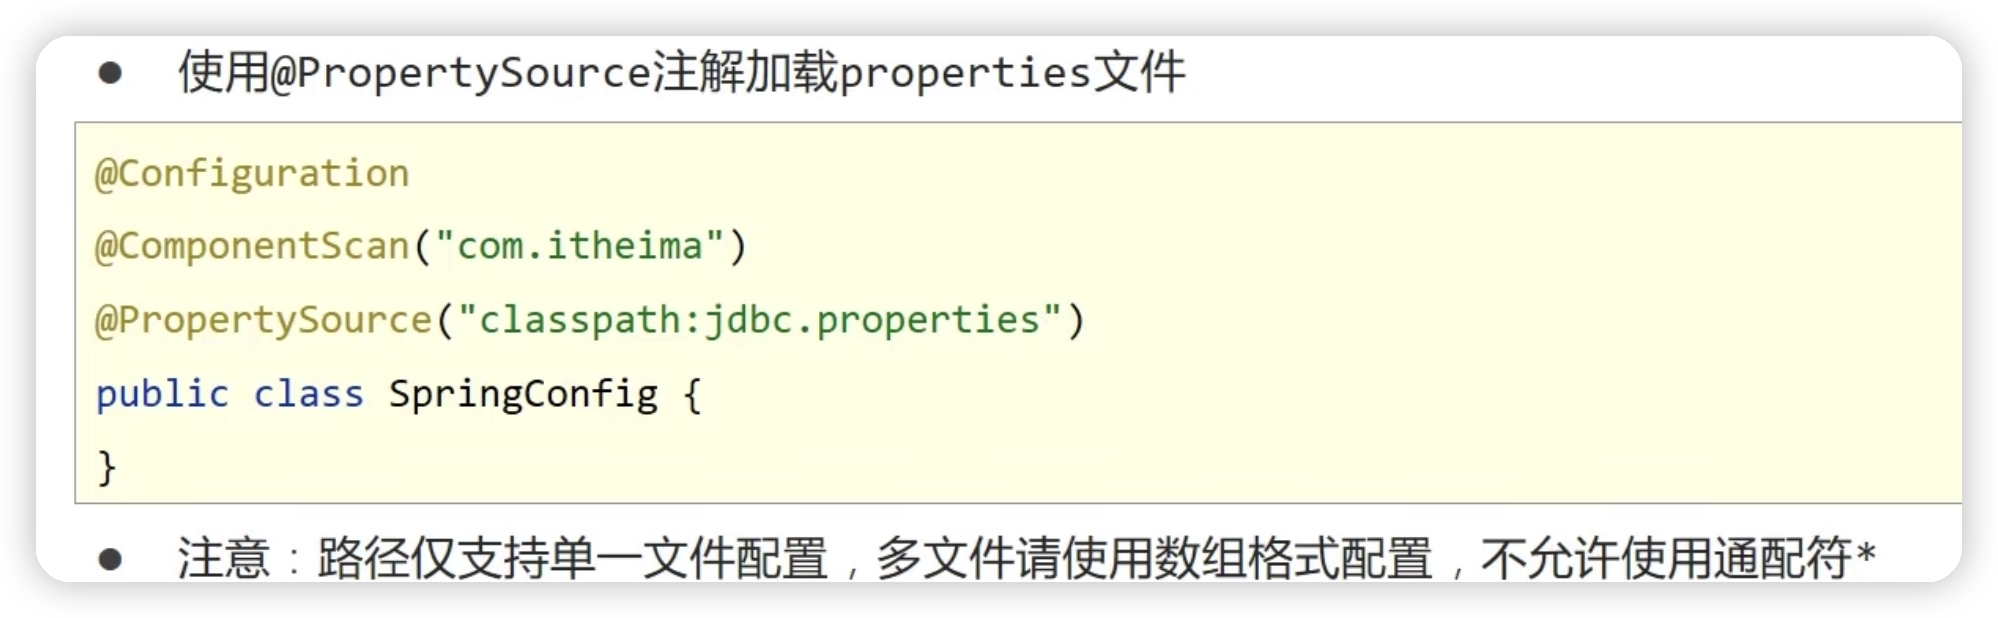 ● 使用@PropertySource注解加载properties文件
@Configuration
@ComponentScan("com.itheima")
@PropertySource("classpath:jdbc.properties")
public class SpringConfig {
}
● 注意：路径仅支持单一文件配置，多文件请使用数组格式配置，不允许使用通配符*